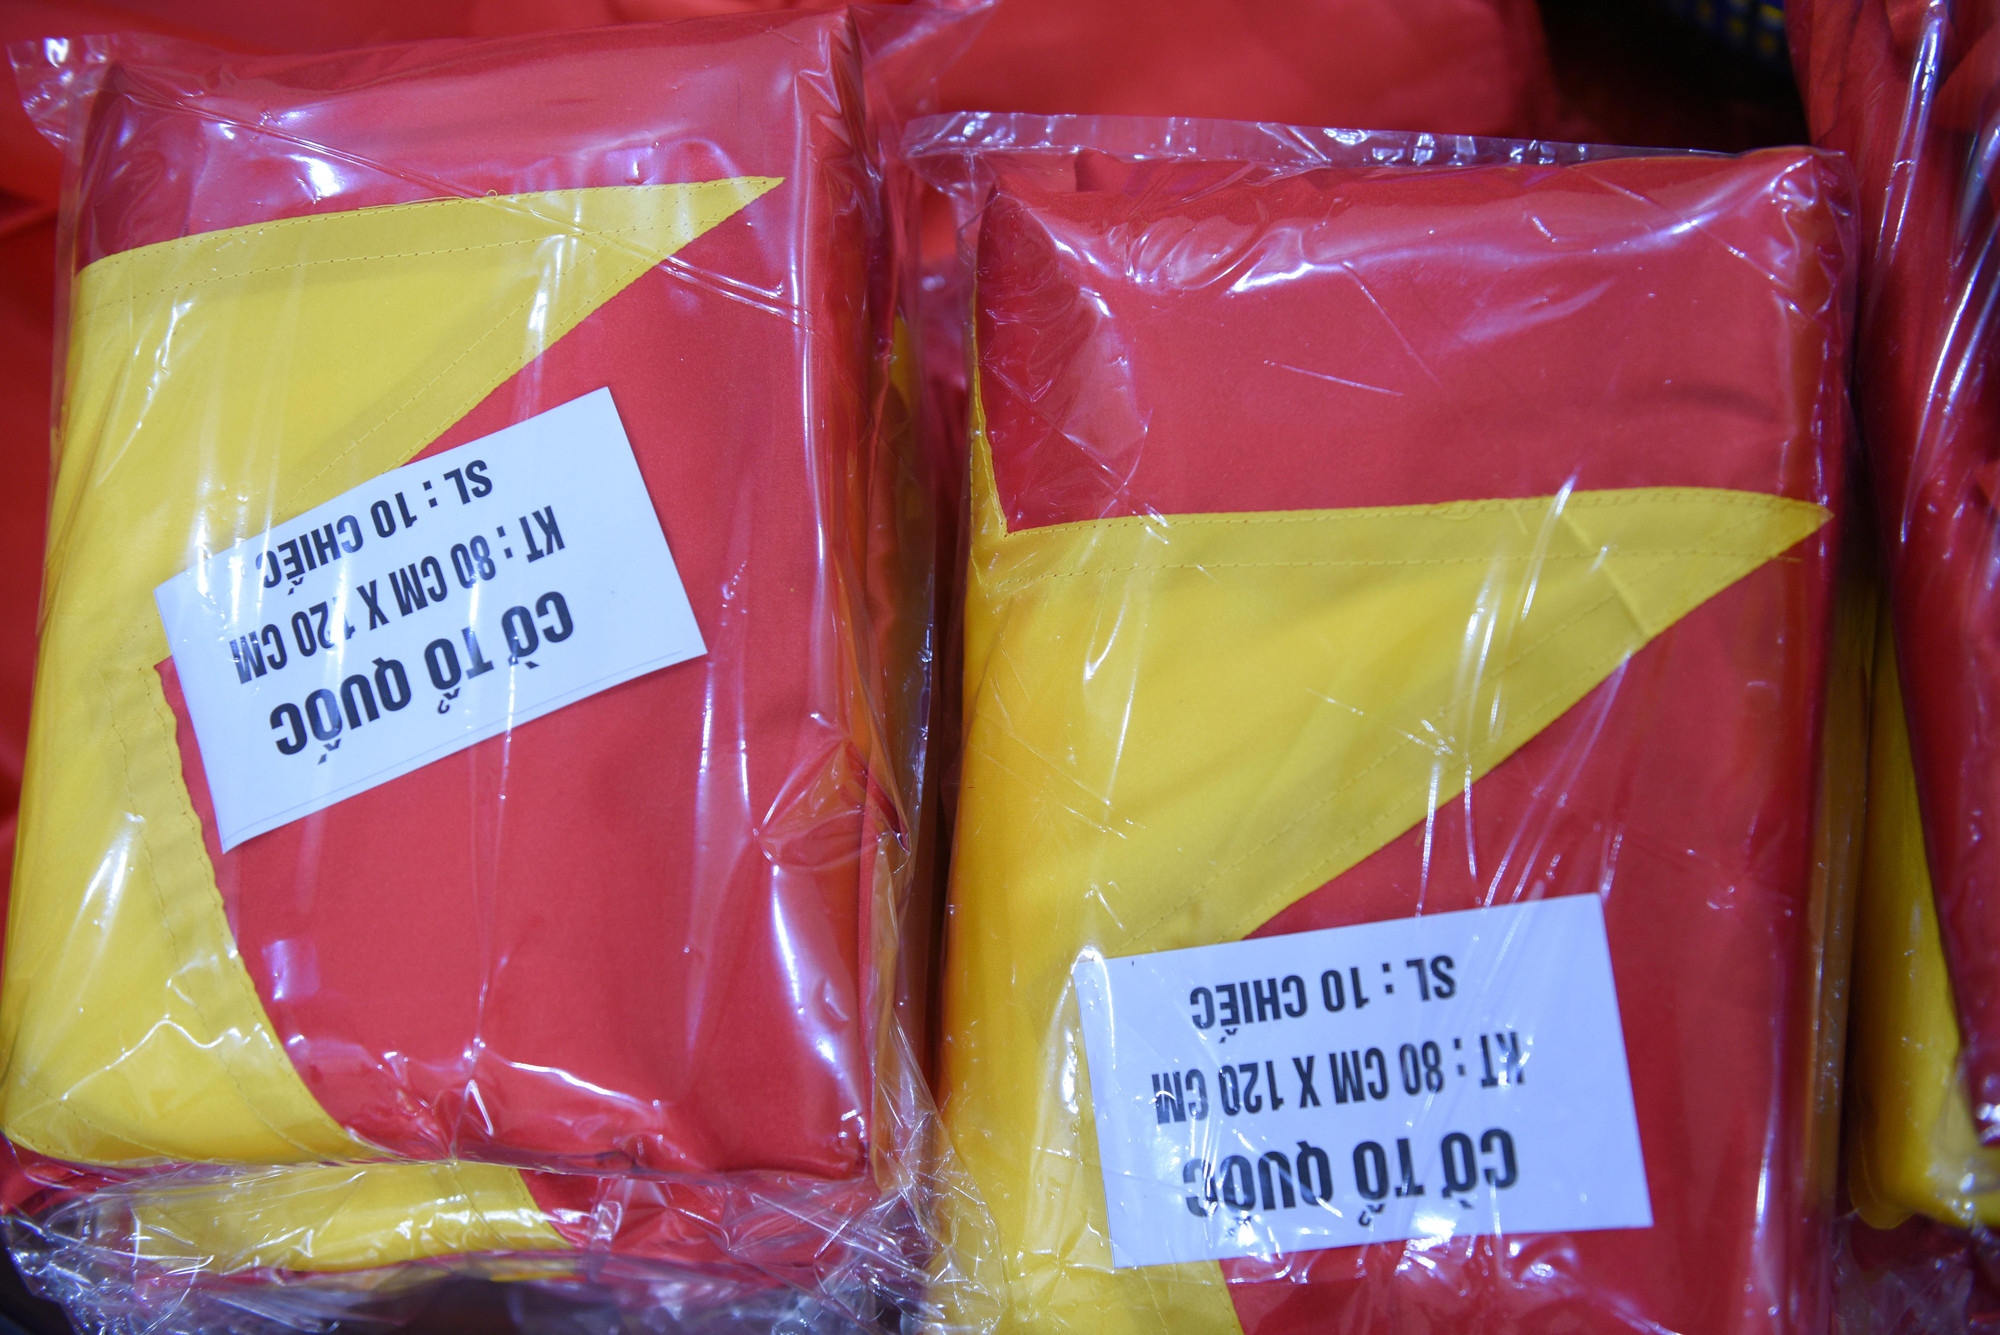 CỜ TỔ QUỐC
KT : 80 CM X 120 CM
SL : 10 CHIẾC
CỜ TỔ QUỐC
KT : 80 CM X 120 CM
SL : 10 CHIẾC